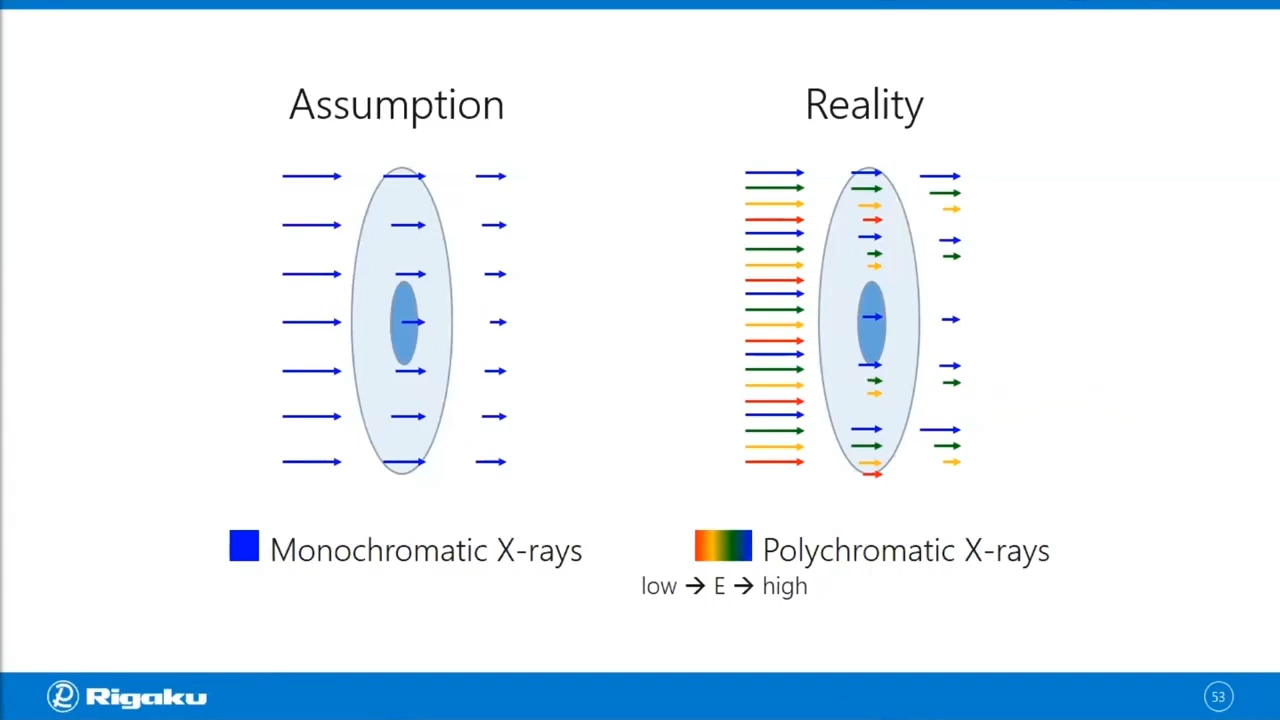 Assumption
Reality
Monochromatic X-rays
Polychromatic X-rays
low → E → high
Rigaku
53